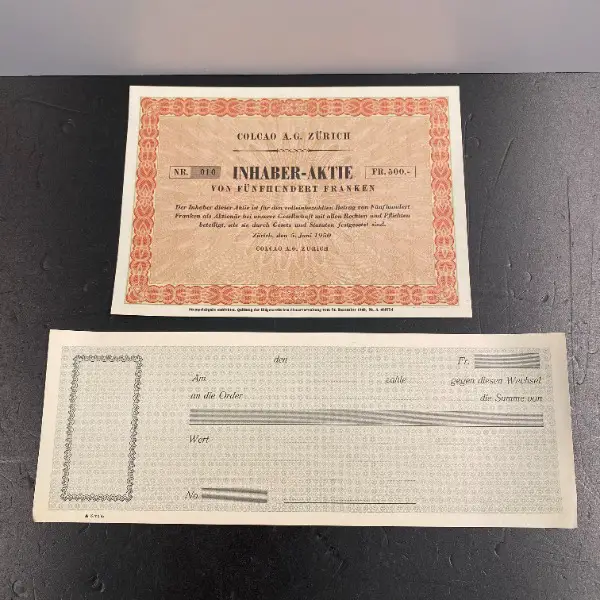 COLCAO A.G. ZÜRICH
NR. 010 INHABER-AKTIE FR. 500.-
VON FÜNFHUNDERT FRANKEN
Der Inhaber dieser Aktie ist für den volleinbezahlten Betrag von Fünfhundert
Franken als Aktionär bei unserer Gesellschaft mit allen Rechten und Pflichten
beteiligt, wie sie durch Gesetz und Statuten festgesetzt sind.
Zürich, den 5. Juni 1950
COLCAO A.G. ZÜRICH
den Fr.
Am zahle gegen diesen Wechsel
an die Order die Summe von
Wert
No.